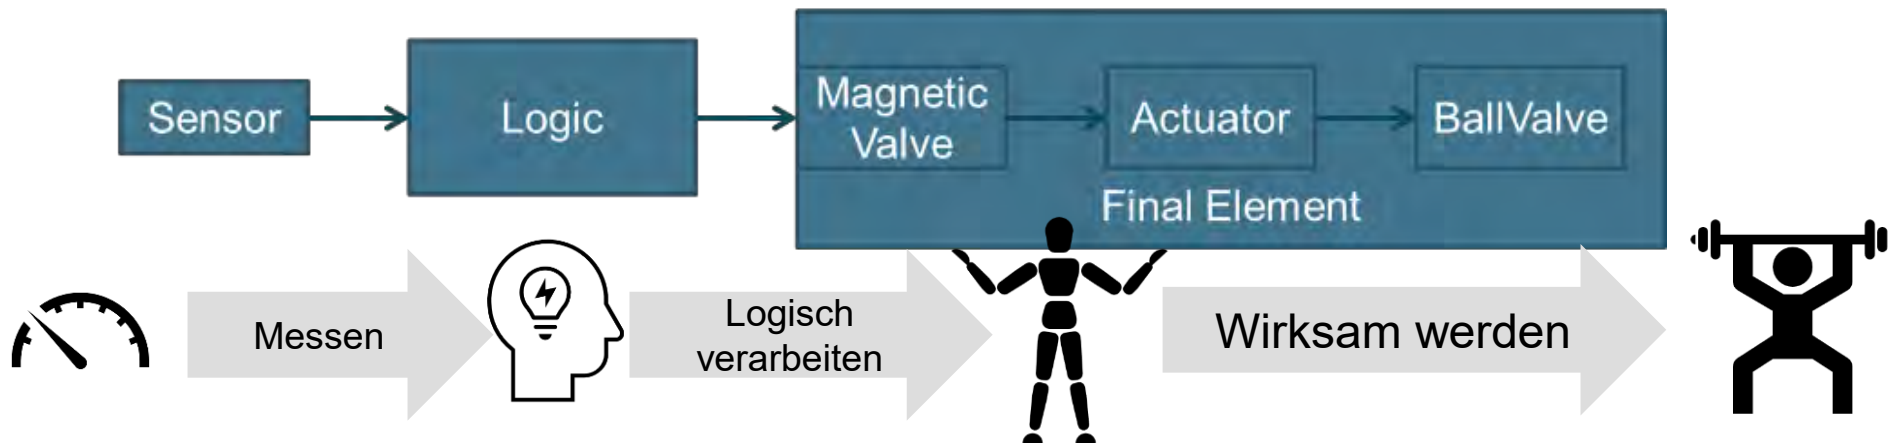 Sensor
Logic
Magnetic
Valve
Actuator
BallValve
Final Element
Messen
Logisch
verarbeiten
Wirksam werden